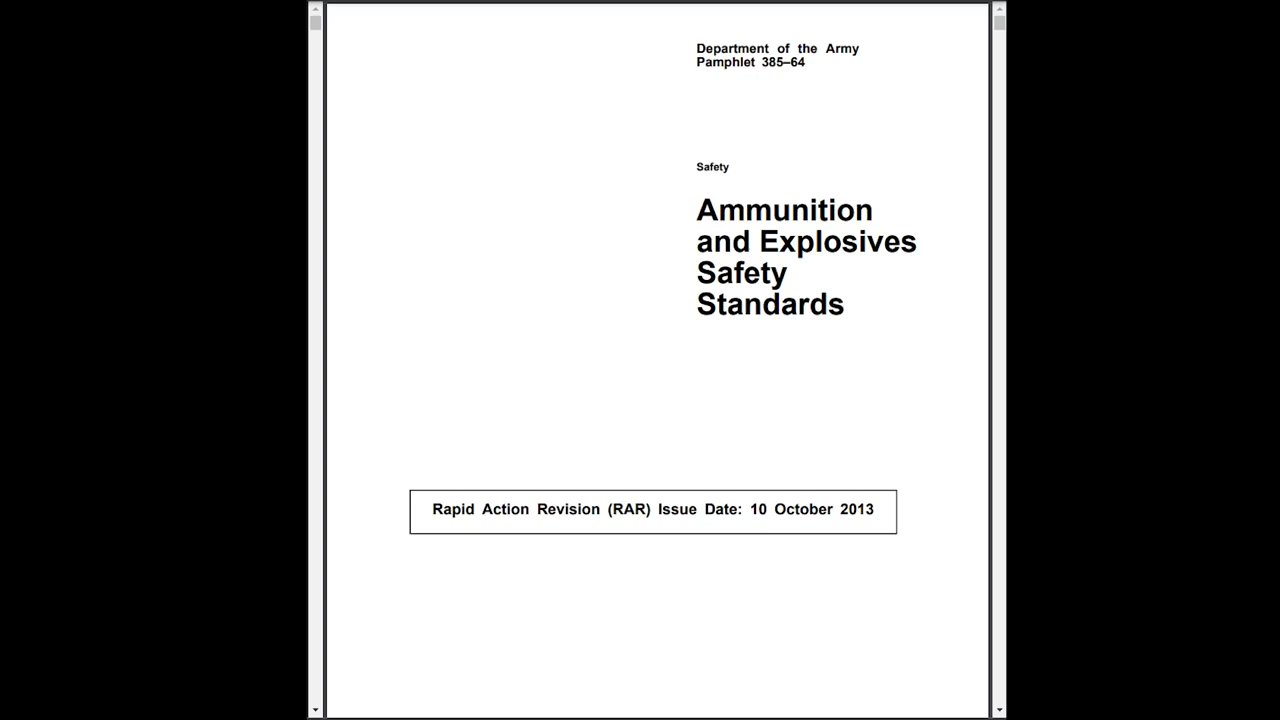 Department of the Army
Pamphlet 385–64
Safety
Ammunition
and Explosives
Safety
Standards
Rapid Action Revision (RAR) Issue Date: 10 October 2013